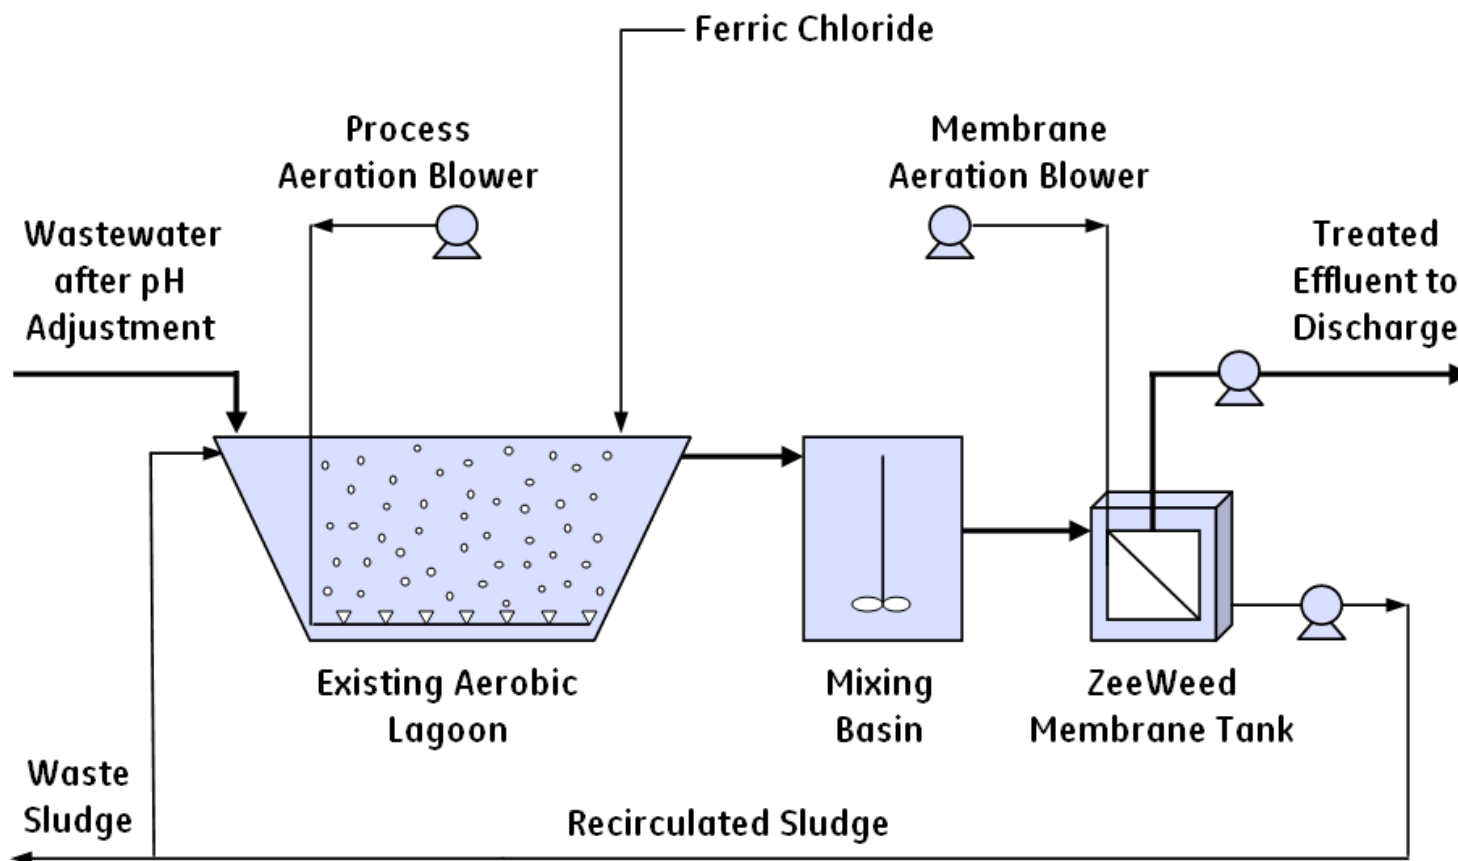 Ferric Chloride
Process
Aeration Blower
Membrane
Aeration Blower
Wastewater
after pH
Adjustment
Treated
Effluent to
Discharge
Existing Aerobic
Lagoon
Mixing
Basin
ZeeWeed
Membrane Tank
Waste
Sludge
Recirculated Sludge